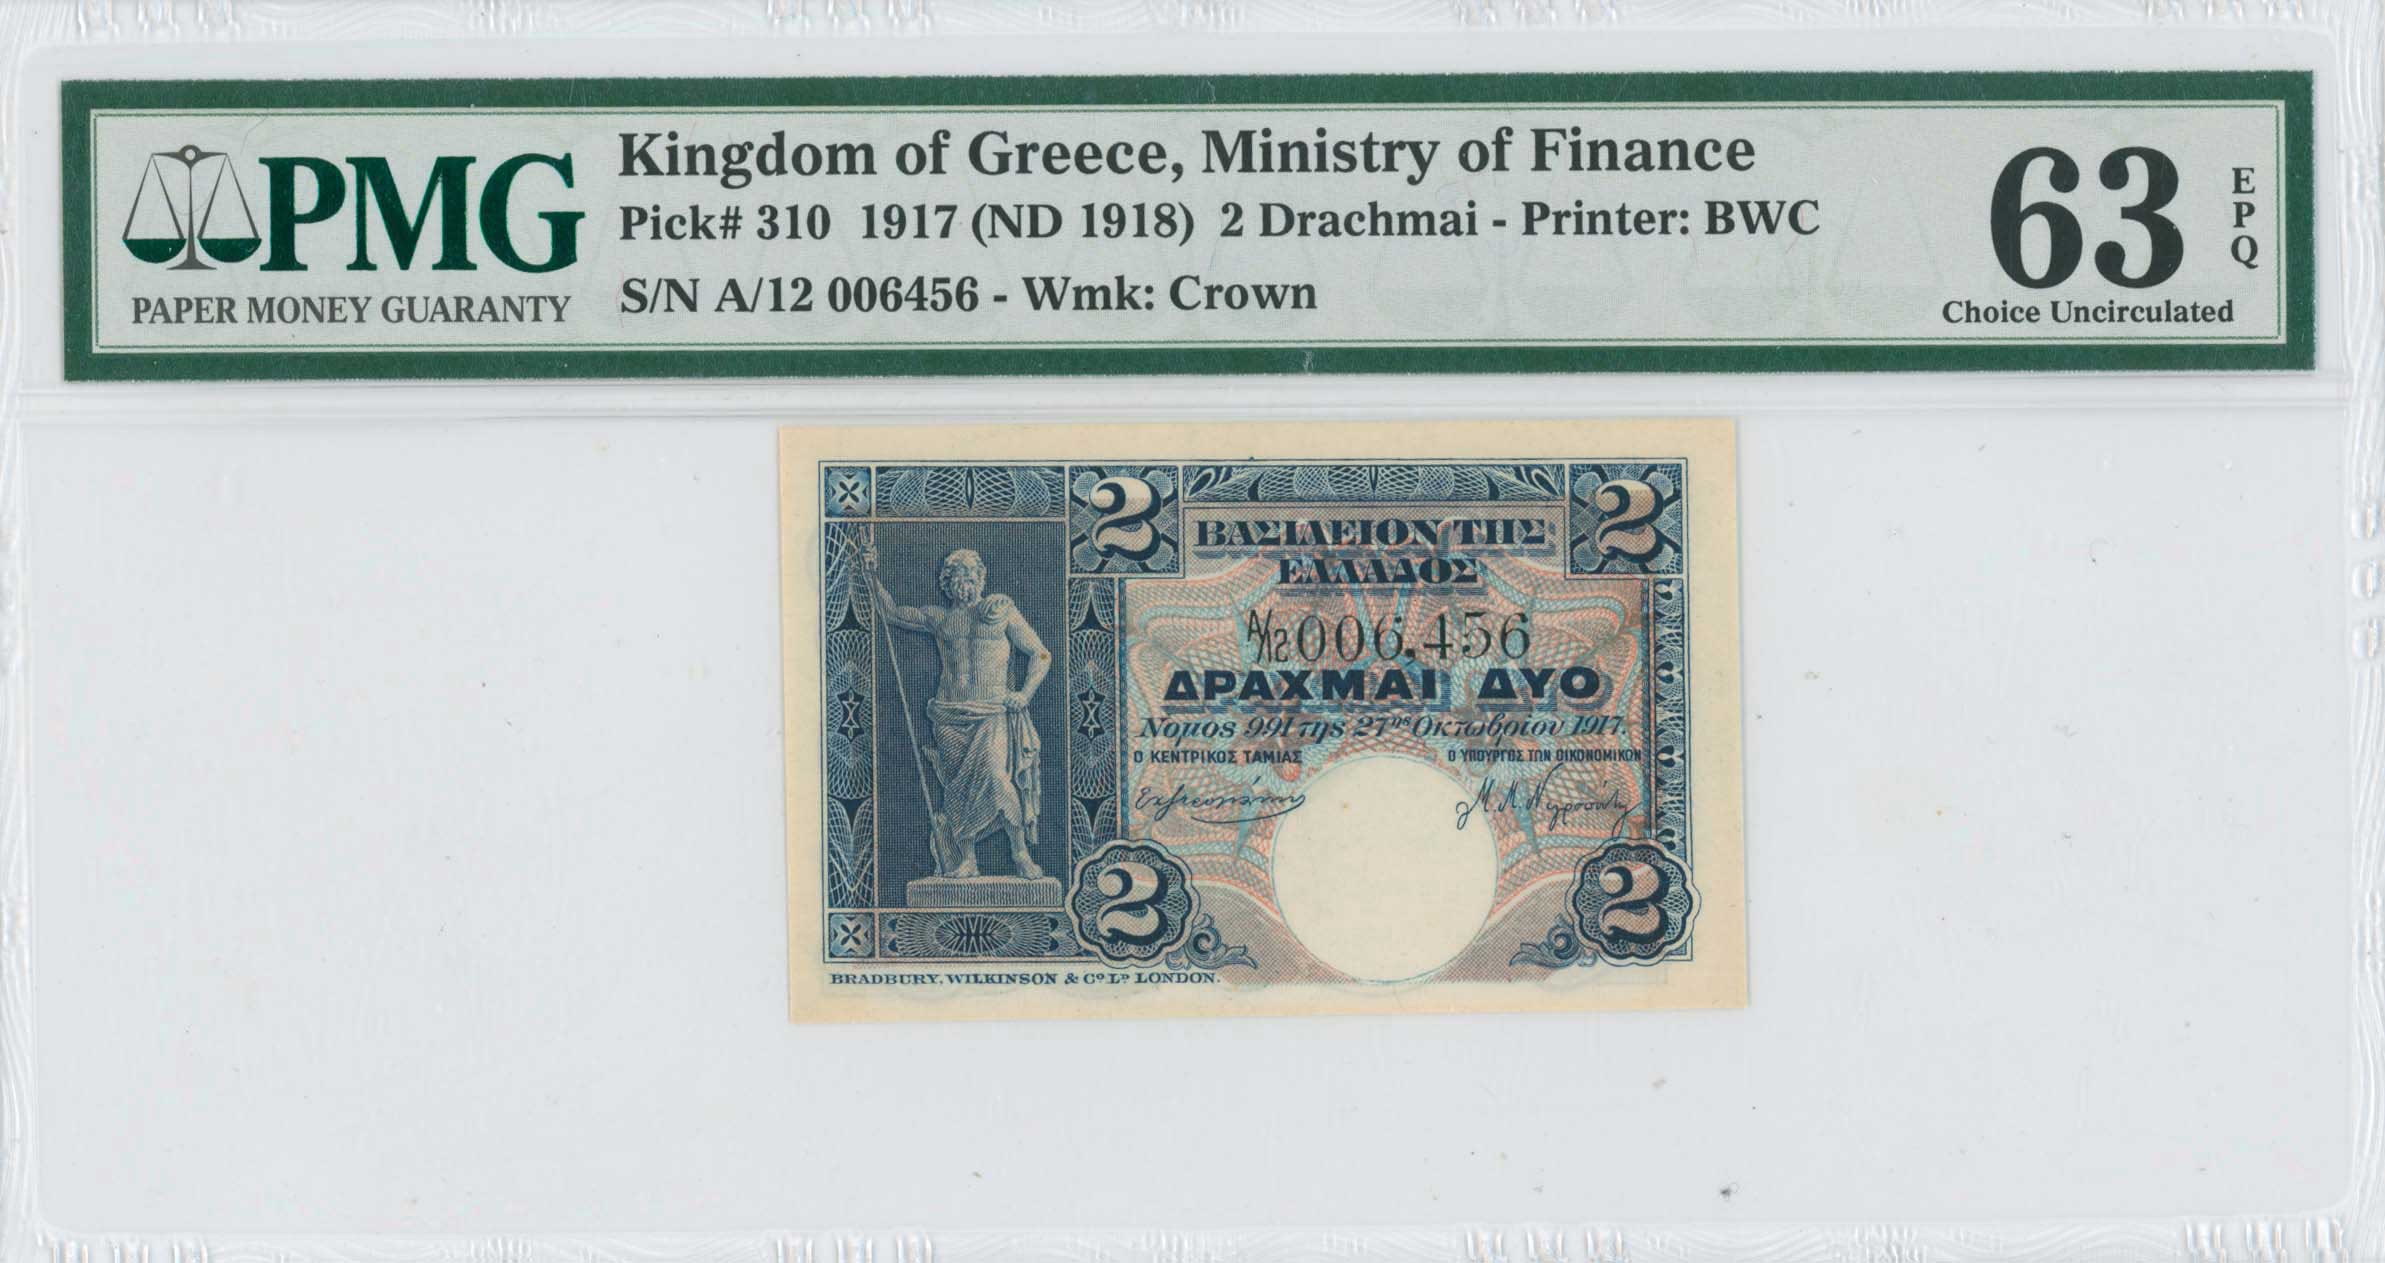 PMG
PAPER MONEY GUARANTY
Kingdom of Greece, Ministry of Finance
Pick# 310 1917 (ND 1918) 2 Drachmai - Printer: BWC
S/N A/12 006456 - Wmk: Crown
63
EPQ
Choice Uncirculated
2 2
ΒΑΣΙΛΕΙΟΝ ΤΗΣ
ΕΛΛΑΔΟΣ
A/12 006,456
ΔΡΑΧΜΑΙ ΔΥΟ
Νομος 991 της 27ης Οκτωβρίου 1917.
Ο ΚΕΝΤΡΙΚΟΣ ΤΑΜΙΑΣ Ο ΥΠΟΥΡΓΟΣ ΤΩΝ ΟΙΚΟΝΟΜΙΚΩΝ
2 2
BRADBURY, WILKINSON & Co. Ld. LONDON.